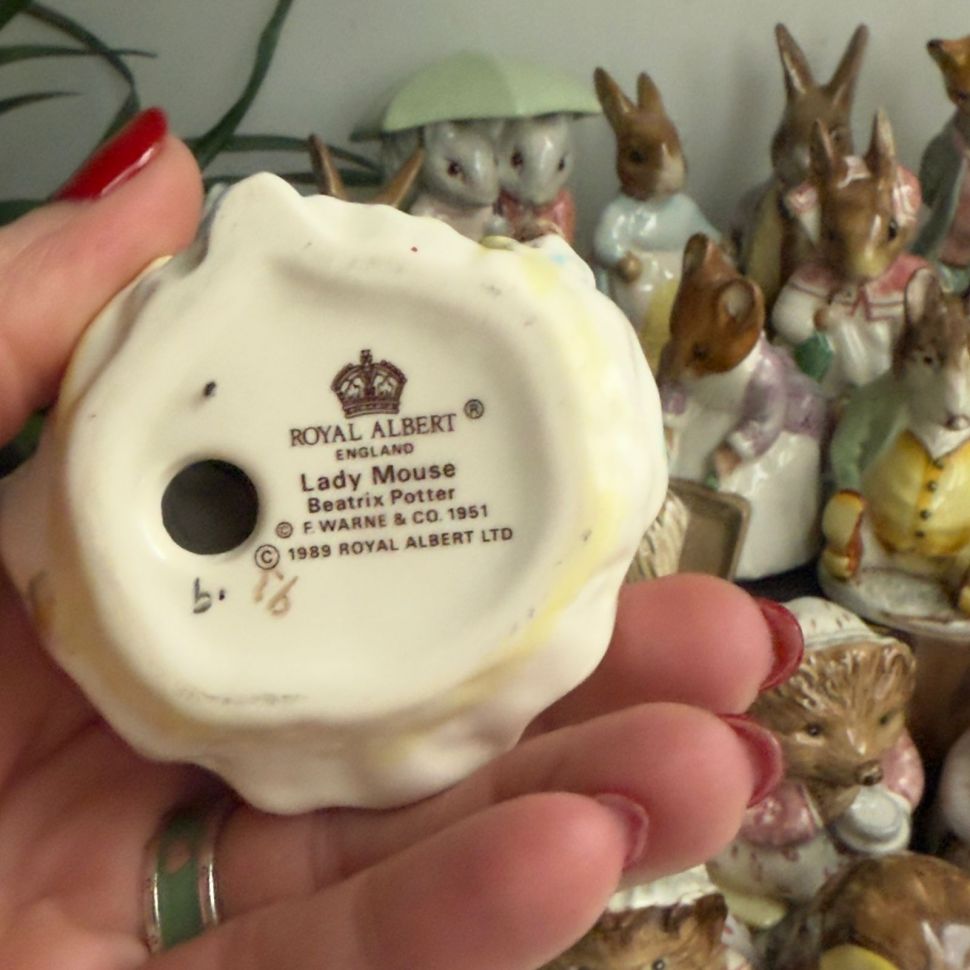 ROYAL ALBERT ®
ENGLAND
Lady Mouse
Beatrix Potter
© F. WARNE & CO. 1951
© 1989 ROYAL ALBERT LTD
b.